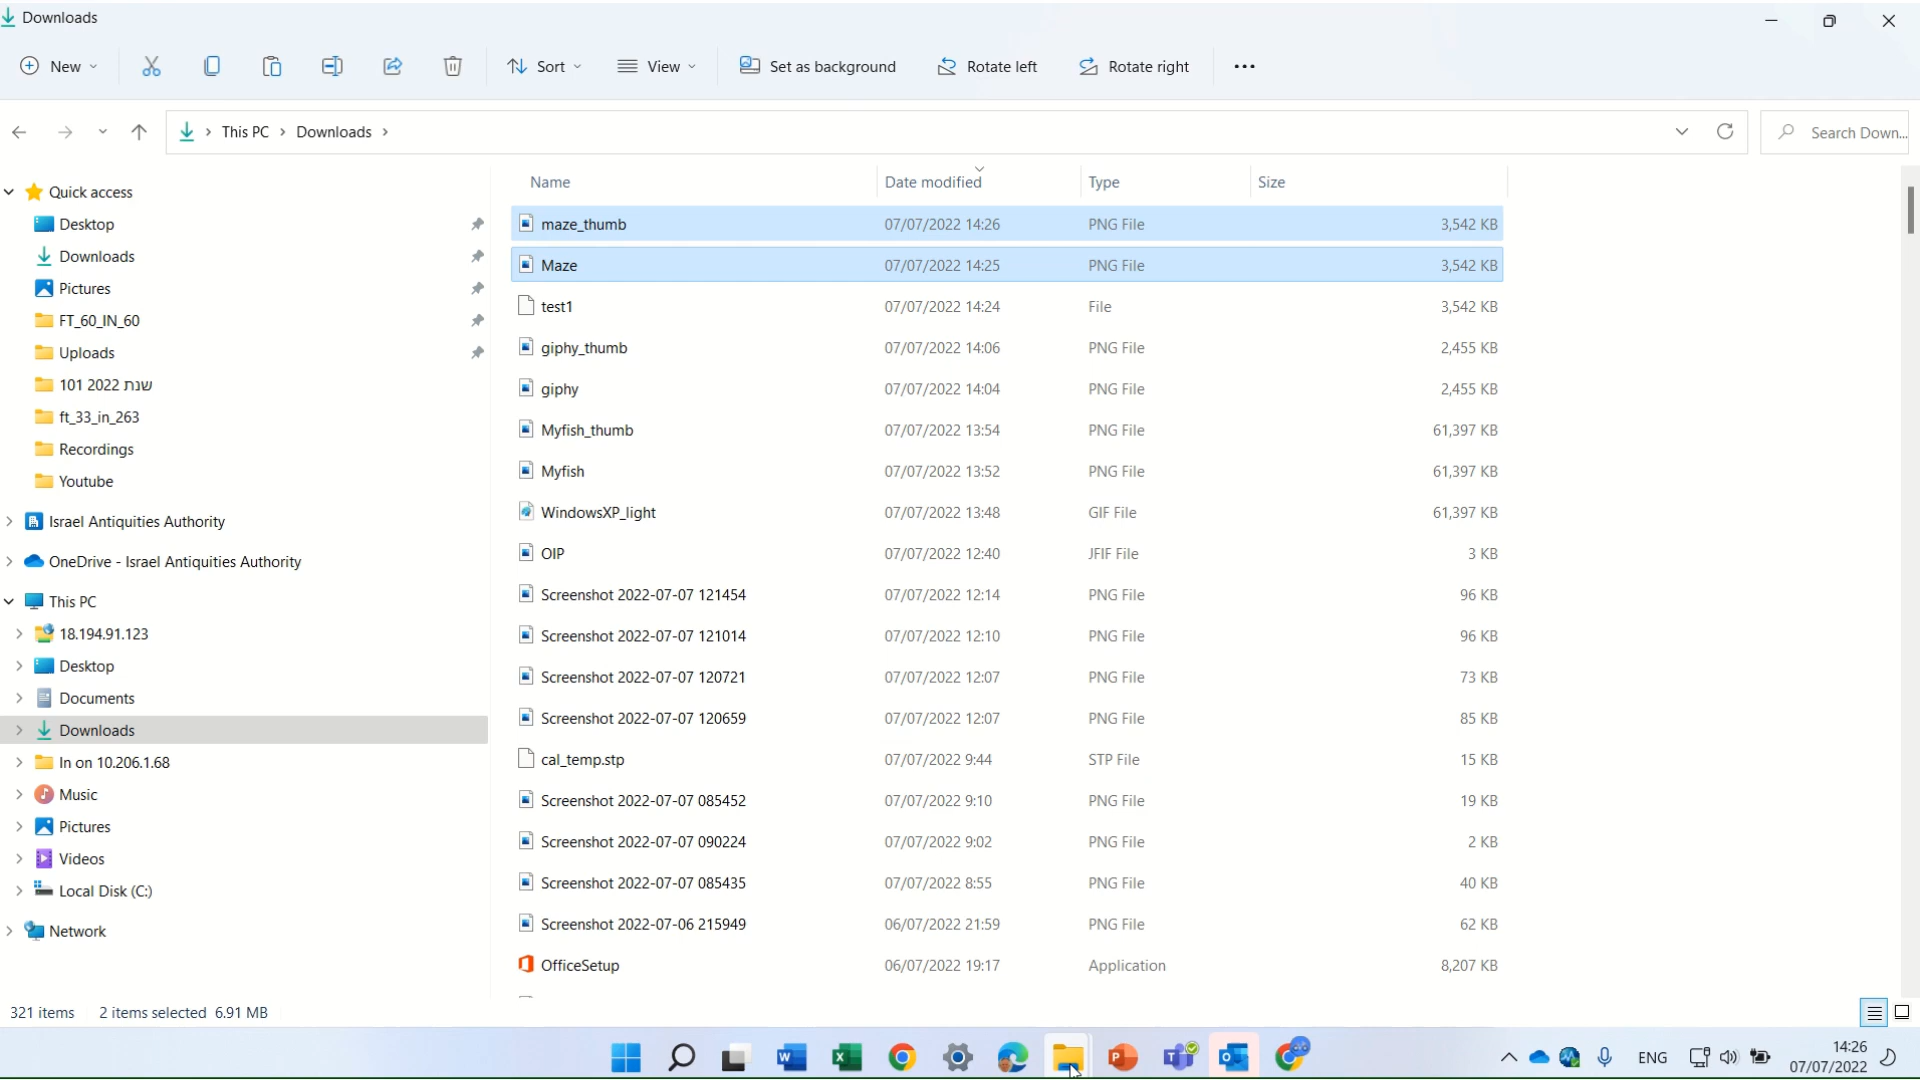 Downloads
New
Sort
View
Set as background
Rotate left
Rotate right
This PC > Downloads >
Search Down...
Quick access
Desktop
Downloads
Pictures
FT_60_IN_60
Uploads
שנת 2022 101
ft_33_in_263
Recordings
Youtube
Israel Antiquities Authority
OneDrive - Israel Antiquities Authority
This PC
18.194.91.123
Desktop
Documents
Downloads
In on 10.206.1.68
Music
Pictures
Videos
Local Disk (C:)
Network
Name Date modified Type Size
maze_thumb 07/07/2022 14:26 PNG File 3,542 KB
Maze 07/07/2022 14:25 PNG File 3,542 KB
test1 07/07/2022 14:24 File 3,542 KB
giphy_thumb 07/07/2022 14:06 PNG File 2,455 KB
giphy 07/07/2022 14:04 PNG File 2,455 KB
Myfish_thumb 07/07/2022 13:54 PNG File 61,397 KB
Myfish 07/07/2022 13:52 PNG File 61,397 KB
WindowsXP_light 07/07/2022 13:48 GIF File 61,397 KB
OIP 07/07/2022 12:40 JFIF File 3 KB
Screenshot 2022-07-07 121454 07/07/2022 12:14 PNG File 96 KB
Screenshot 2022-07-07 121014 07/07/2022 12:10 PNG File 96 KB
Screenshot 2022-07-07 120721 07/07/2022 12:07 PNG File 73 KB
Screenshot 2022-07-07 120659 07/07/2022 12:07 PNG File 85 KB
cal_temp.stp 07/07/2022 9:44 STP File 15 KB
Screenshot 2022-07-07 085452 07/07/2022 9:10 PNG File 19 KB
Screenshot 2022-07-07 090224 07/07/2022 9:02 PNG File 2 KB
Screenshot 2022-07-07 085435 07/07/2022 8:55 PNG File 40 KB
Screenshot 2022-07-06 215949 06/07/2022 21:59 PNG File 62 KB
OfficeSetup 06/07/2022 19:17 Application 8,207 KB
321 items 2 items selected 6.91 MB
ENG
14:26
07/07/2022